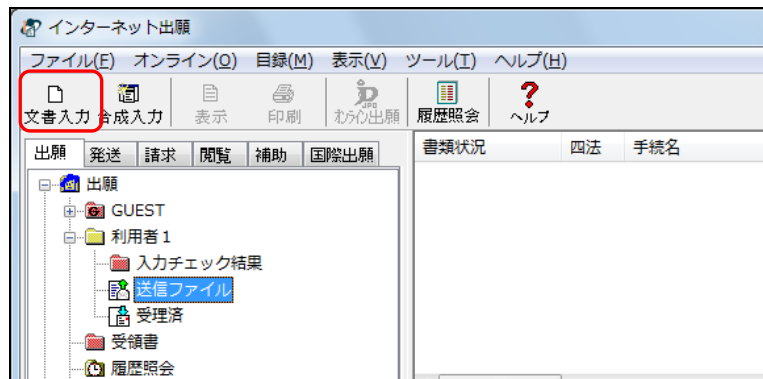 インターネット出願
ファイル(F) オンライン(O) 目録(M) 表示(V) ツール(T) ヘルプ(H)
文書入力 合成入力 表示 印刷 オンライン出願 履歴照会 ヘルプ
出願 発送 請求 閲覧 補助 国際出願
書類状況 四法 手続名
出願
GUEST
利用者1
入力チェック結果
送信ファイル
受理済
受領書
履歴照会